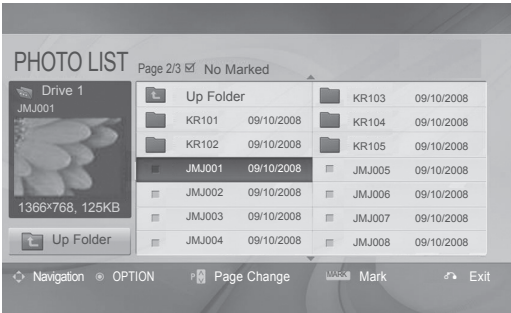 PHOTO LIST Page 2/3 No Marked
Drive 1
JMJ001
1366x768, 125KB
Up Folder
Up Folder
KR101 09/10/2008
KR102 09/10/2008
JMJ001 09/10/2008
JMJ002 09/10/2008
JMJ003 09/10/2008
JMJ004 09/10/2008
KR103 09/10/2008
KR104 09/10/2008
KR105 09/10/2008
JMJ005 09/10/2008
JMJ006 09/10/2008
JMJ007 09/10/2008
JMJ008 09/10/2008
Navigation OPTION P Page Change MARK Mark Exit